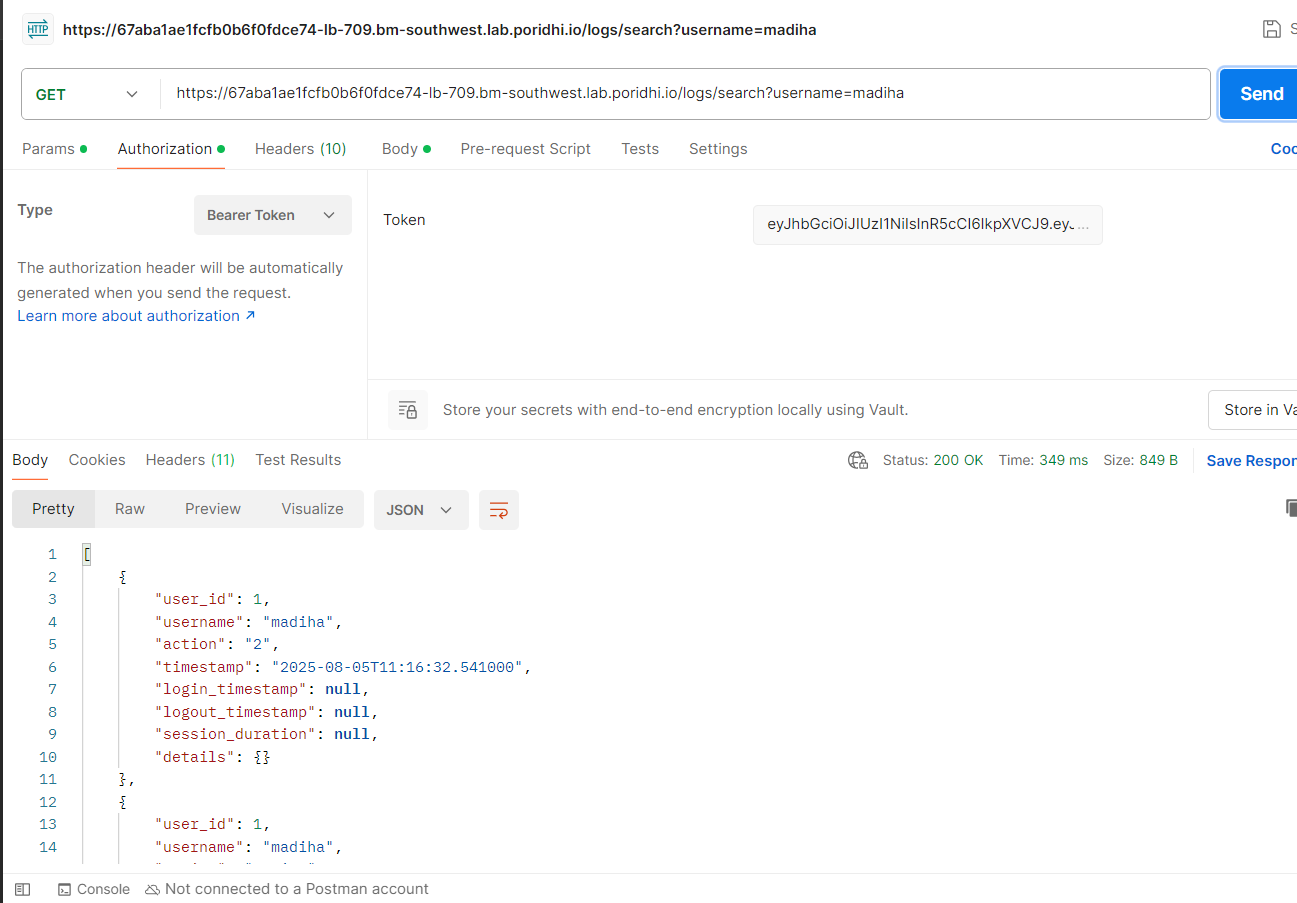 HTTP https://67aba1ae1fcfb0b6f0fdce74-lb-709.bm-southwest.lab.poridhi.io/logs/search?username=madiha
GET https://67aba1ae1fcfb0b6f0fdce74-lb-709.bm-southwest.lab.poridhi.io/logs/search?username=madiha Send
Params Authorization Headers (10) Body Pre-request Script Tests Settings
Type Bearer Token Token eyJhbGciOiJIUzI1NiIsInR5cCI6IkpXVCJ9.eyJ...
The authorization header will be automatically
generated when you send the request.
Learn more about authorization ↗
Store your secrets with end-to-end encryption locally using Vault. Store in Va
Body Cookies Headers (11) Test Results Status: 200 OK Time: 349 ms Size: 849 B Save Respon
Pretty Raw Preview Visualize JSON
1 [
2 {
3 "user_id": 1,
4 "username": "madiha",
5 "action": "2",
6 "timestamp": "2025-08-05T11:16:32.541000",
7 "login_timestamp": null,
8 "logout_timestamp": null,
9 "session_duration": null,
10 "details": {}
11 },
12 {
13 "user_id": 1,
14 "username": "madiha",
Console Not connected to a Postman account